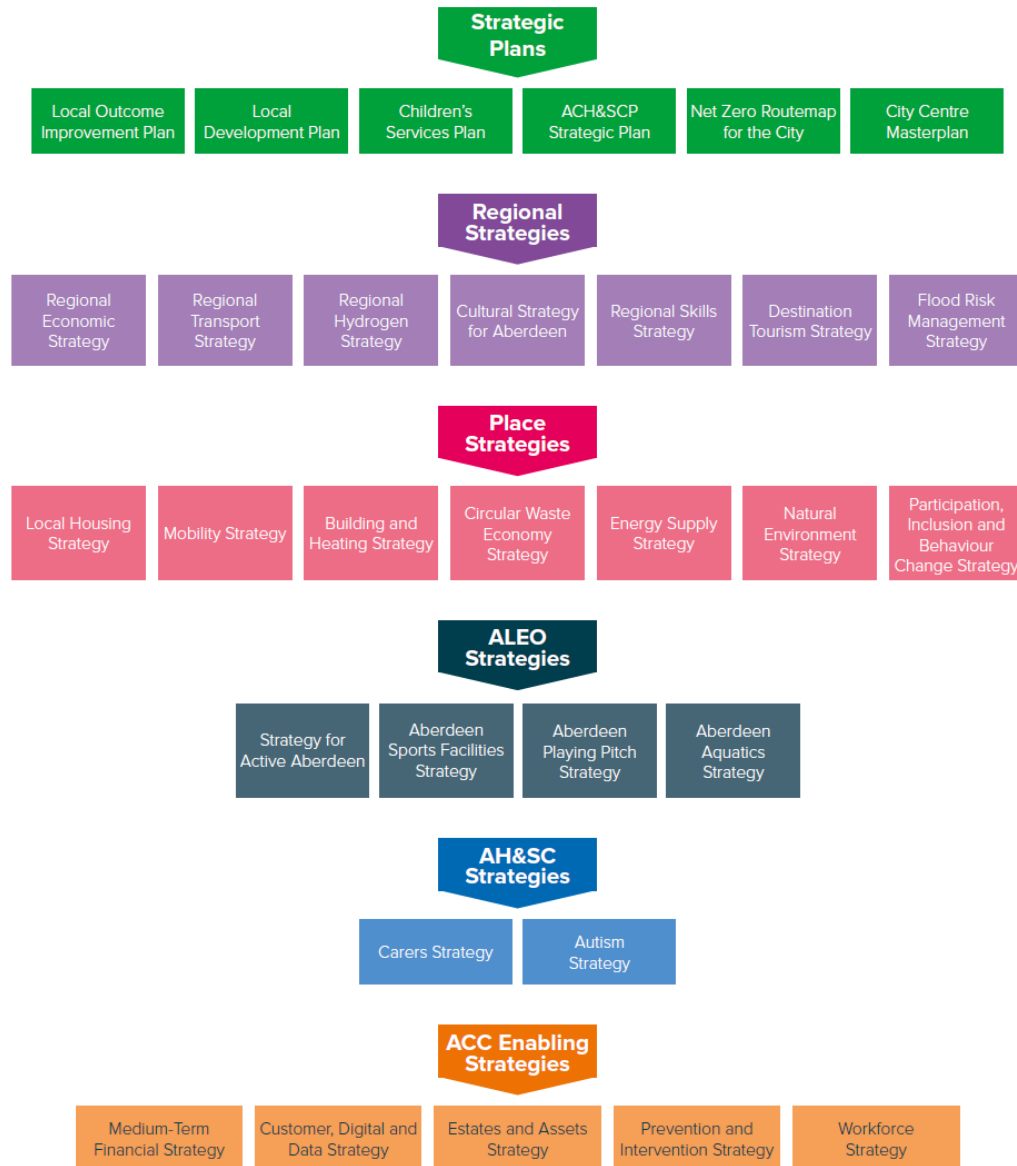 Strategic
Plans
Local Outcome
Improvement Plan
Local
Development Plan
Children's
Services Plan
ACH&SCP
Strategic Plan
Net Zero Routemap
for the City
City Centre
Masterplan
Regional
Strategies
Regional
Economic
Strategy
Regional
Transport
Strategy
Regional
Hydrogen
Strategy
Cultural Strategy
for Aberdeen
Regional Skills
Strategy
Destination
Tourism Strategy
Flood Risk
Management
Strategy
Place
Strategies
Local Housing
Strategy
Mobility Strategy
Building and
Heating Strategy
Circular Waste
Economy
Strategy
Energy Supply
Strategy
Natural
Environment
Strategy
Participation,
Inclusion and
Behaviour
Change Strategy
ALEO
Strategies
Strategy for
Active Aberdeen
Aberdeen
Sports Facilities
Strategy
Aberdeen
Playing Pitch
Strategy
Aberdeen
Aquatics
Strategy
AH&SC
Strategies
Carers Strategy
Autism
Strategy
ACC Enabling
Strategies
Medium-Term
Financial Strategy
Customer, Digital and
Data Strategy
Estates and Assets
Strategy
Prevention and
Intervention Strategy
Workforce
Strategy